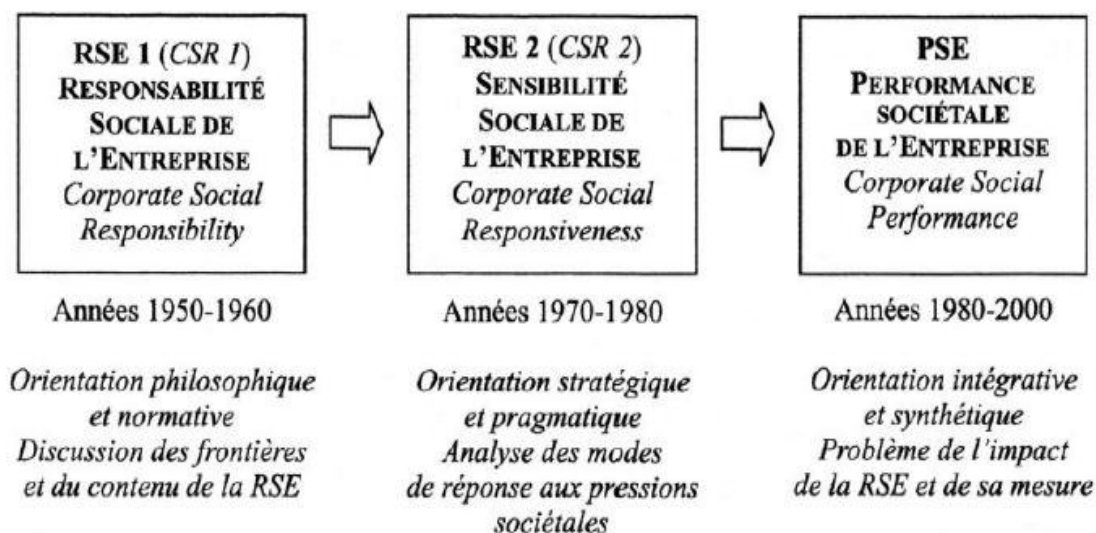 RSE 1 (CSR 1)
RESPONSABILITÉ
SOCIALE DE
L'ENTREPRISE
Corporate Social
Responsibility
Années 1950-1960
Orientation philosophique
et normative
Discussion des frontières
et du contenu de la RSE
RSE 2 (CSR 2)
SENSIBILITÉ
SOCIALE DE
L'ENTREPRISE
Corporate Social
Responsiveness
Années 1970-1980
Orientation stratégique
et pragmatique
Analyse des modes
de réponse aux pressions
sociétales
PSE
PERFORMANCE
SOCIÉTALE
DE L'ENTREPRISE
Corporate Social
Performance
Années 1980-2000
Orientation intégrative
et synthétique
Problème de l'impact
de la RSE et de sa mesure